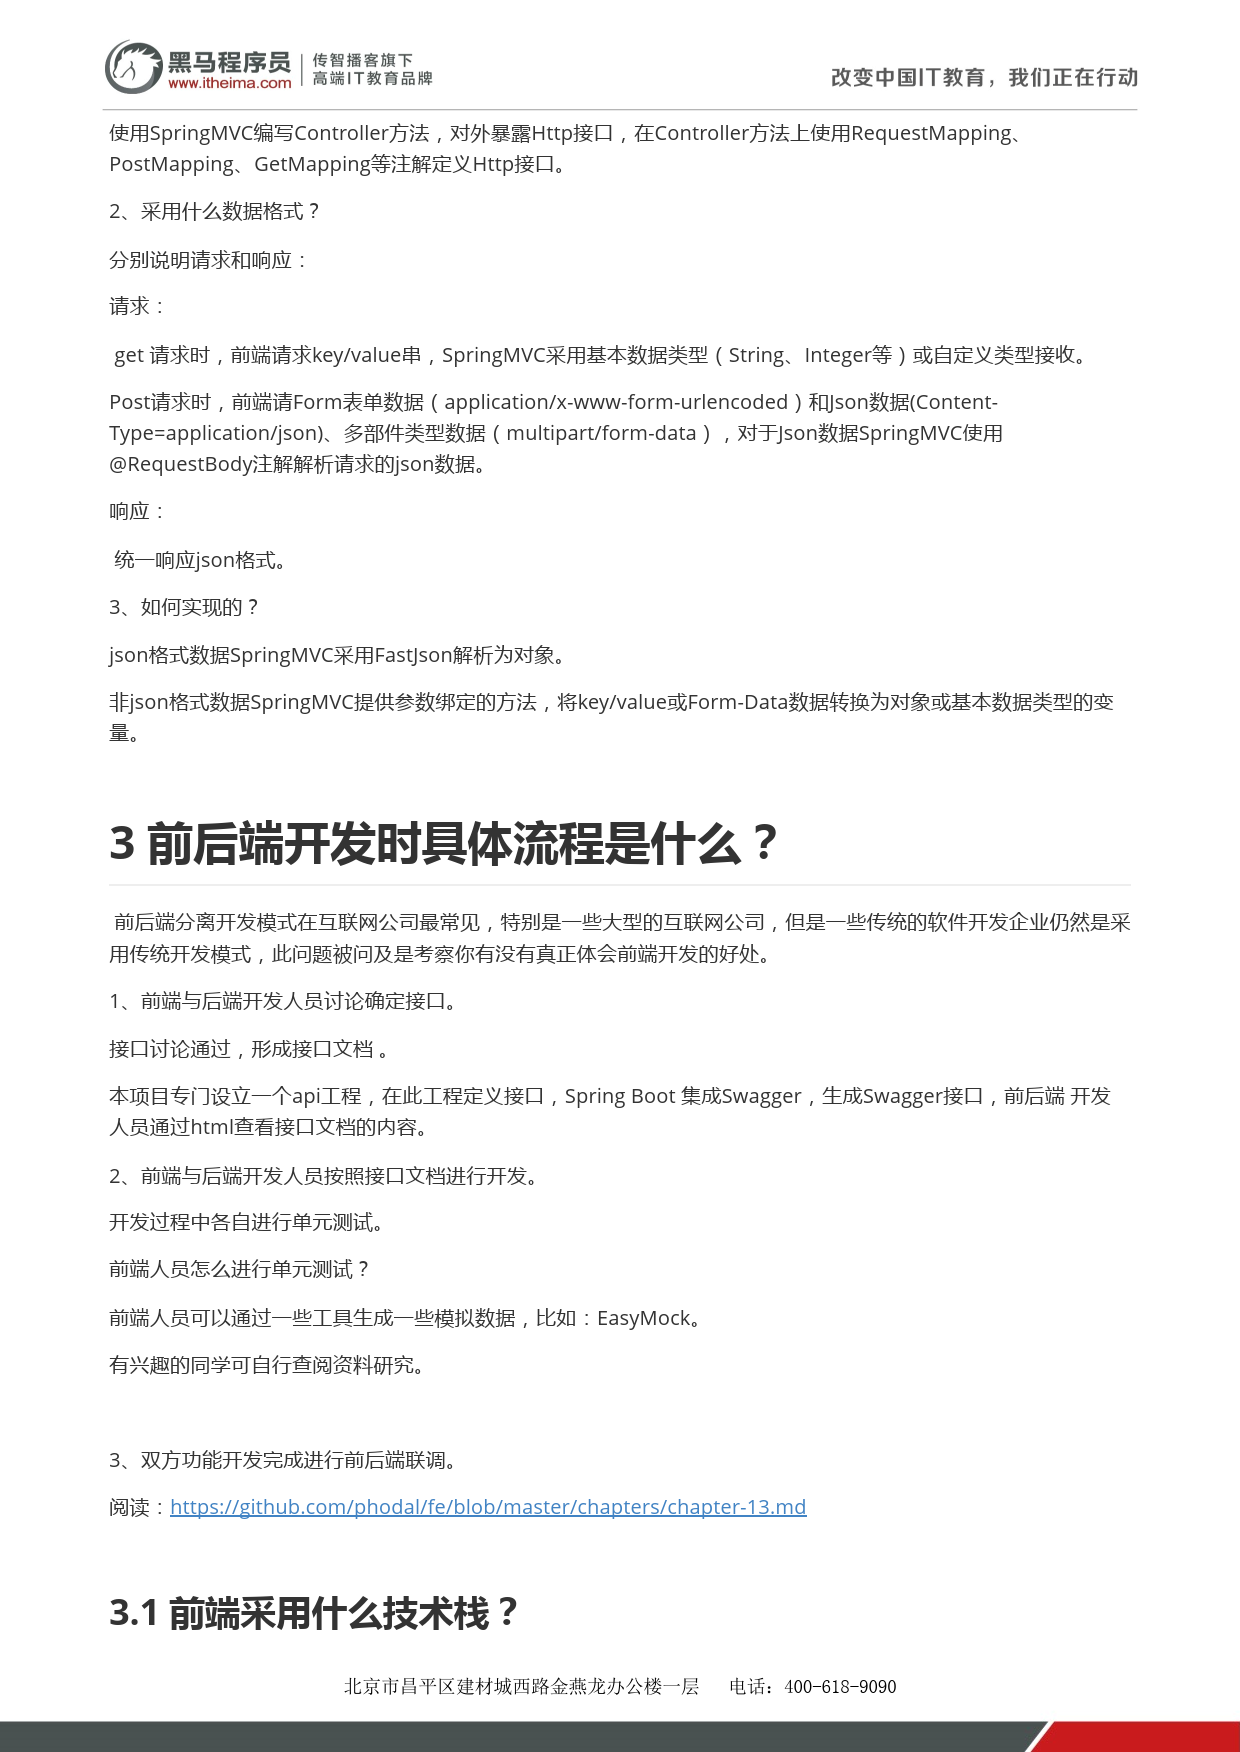 黑马程序员
www.itheima.com
传智播客旗下
高端IT教育品牌
改变中国IT教育，我们正在行动
使用SpringMVC编写Controller方法，对外暴露Http接口，在Controller方法上使用RequestMapping、
PostMapping、GetMapping等注解定义Http接口。
2、采用什么数据格式？
分别说明请求和响应：
请求：
get 请求时，前端请求key/value串，SpringMVC采用基本数据类型（String、Integer等）或自定义类型接收。
Post请求时，前端请Form表单数据（application/x-www-form-urlencoded）和Json数据(Content-
Type=application/json)、多部件类型数据（multipart/form-data），对于Json数据SpringMVC使用
@RequestBody注解解析请求的json数据。
响应：
统一响应json格式。
3、如何实现的？
json格式数据SpringMVC采用FastJson解析为对象。
非json格式数据SpringMVC提供参数绑定的方法，将key/value或Form-Data数据转换为对象或基本数据类型的变
量。
3 前后端开发时具体流程是什么？
前后端分离开发模式在互联网公司最常见，特别是一些大型的互联网公司，但是一些传统的软件开发企业仍然是采
用传统开发模式，此问题被问及是考察你有没有真正体会前端开发的好处。
1、前端与后端开发人员讨论确定接口。
接口讨论通过，形成接口文档 。
本项目专门设立一个api工程，在此工程定义接口，Spring Boot 集成Swagger，生成Swagger接口，前后端 开发
人员通过html查看接口文档的内容。
2、前端与后端开发人员按照接口文档进行开发。
开发过程中各自进行单元测试。
前端人员怎么进行单元测试？
前端人员可以通过一些工具生成一些模拟数据，比如：EasyMock。
有兴趣的同学可自行查阅资料研究。
3、双方功能开发完成进行前后端联调。
阅读：https://github.com/phodal/fe/blob/master/chapters/chapter-13.md
3.1 前端采用什么技术栈？
北京市昌平区建材城西路金燕龙办公楼一层 电话：400-618-9090